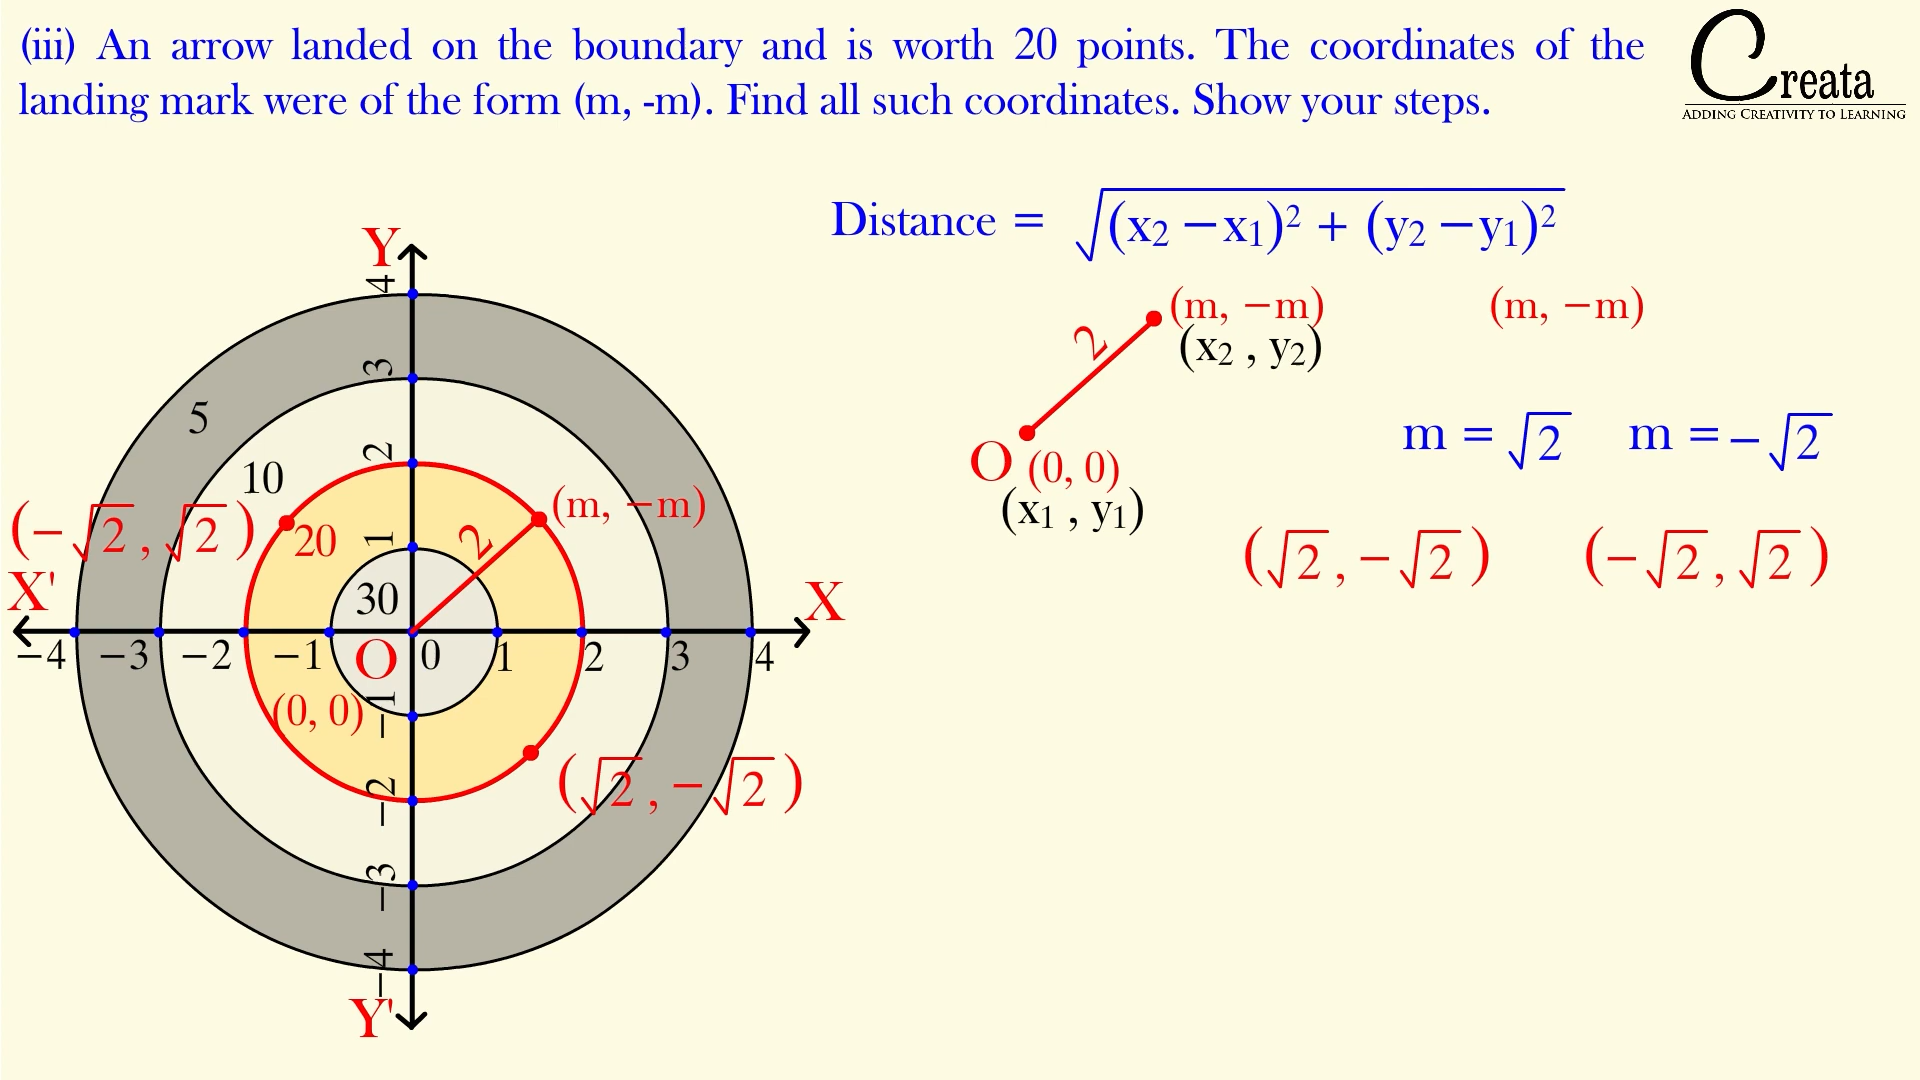 (iii) An arrow landed on the boundary and is worth 20 points. The coordinates of the
landing mark were of the form (m, -m). Find all such coordinates. Show your steps.
Creata
ADDING CREATIVITY TO LEARNING
Distance = √(x₂ −x₁)² + (y₂ −y₁)²
(m, −m)
(x₂ , y₂)
2
O (0, 0)
(x₁ , y₁)
(m, −m)
m = √2 m = −√2
(√2 , −√2 ) (−√2 , √2 )
Y
4
3
2
1
5
10
20
30
(−√2 , √2 )
(m, −m)
2
X'
X
−4 −3 −2 −1 O 0 1 2 3 4
(0, 0)
−1
−2
−3
−4
(√2 , −√2 )
Y'